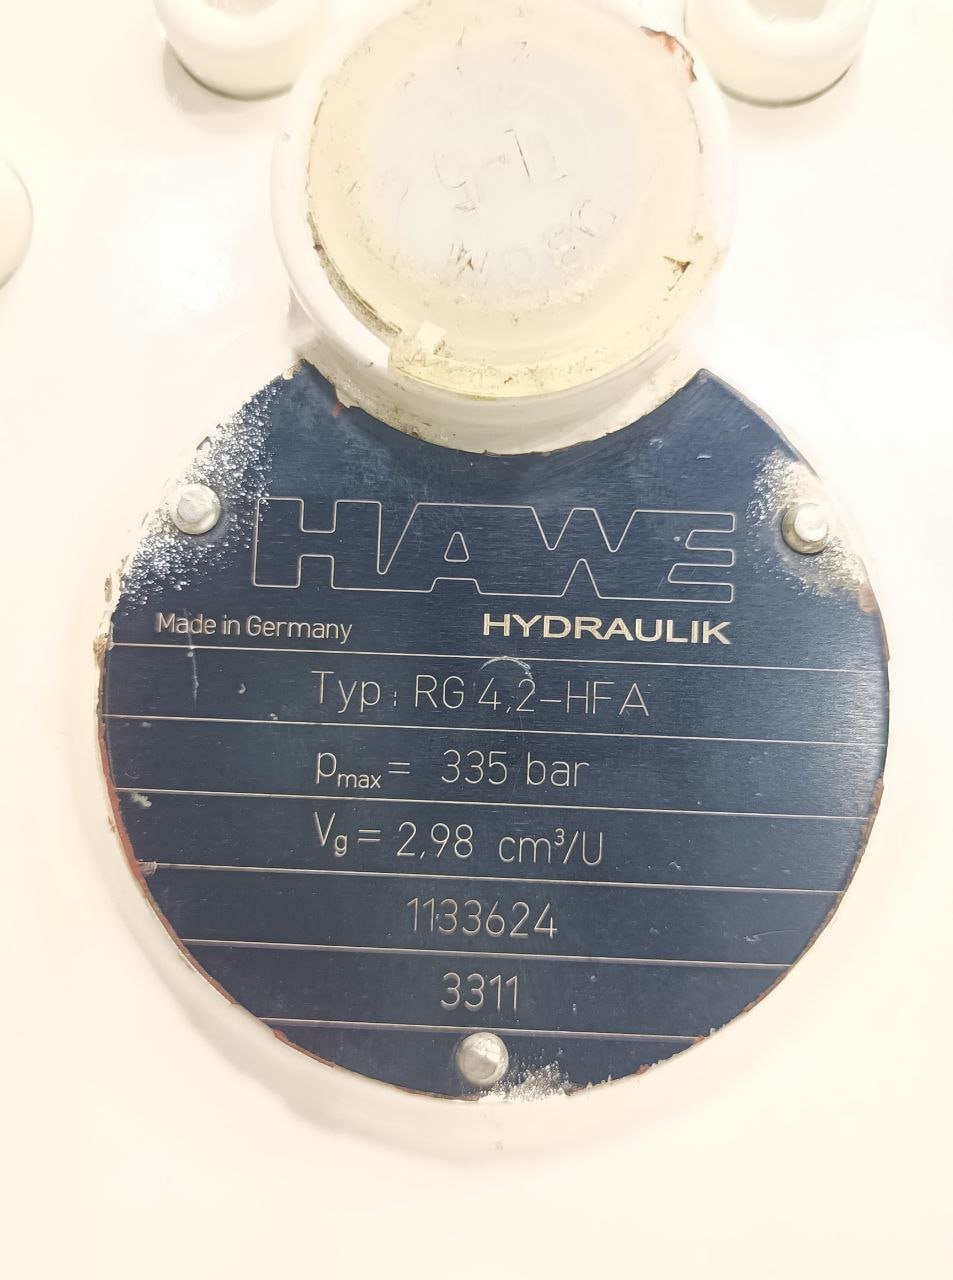 HAWE
Made in Germany HYDRAULIK
Typ: RG 4,2-HFA
pmax = 335 bar
Vg = 2,98 cm³/U
1133624
3311